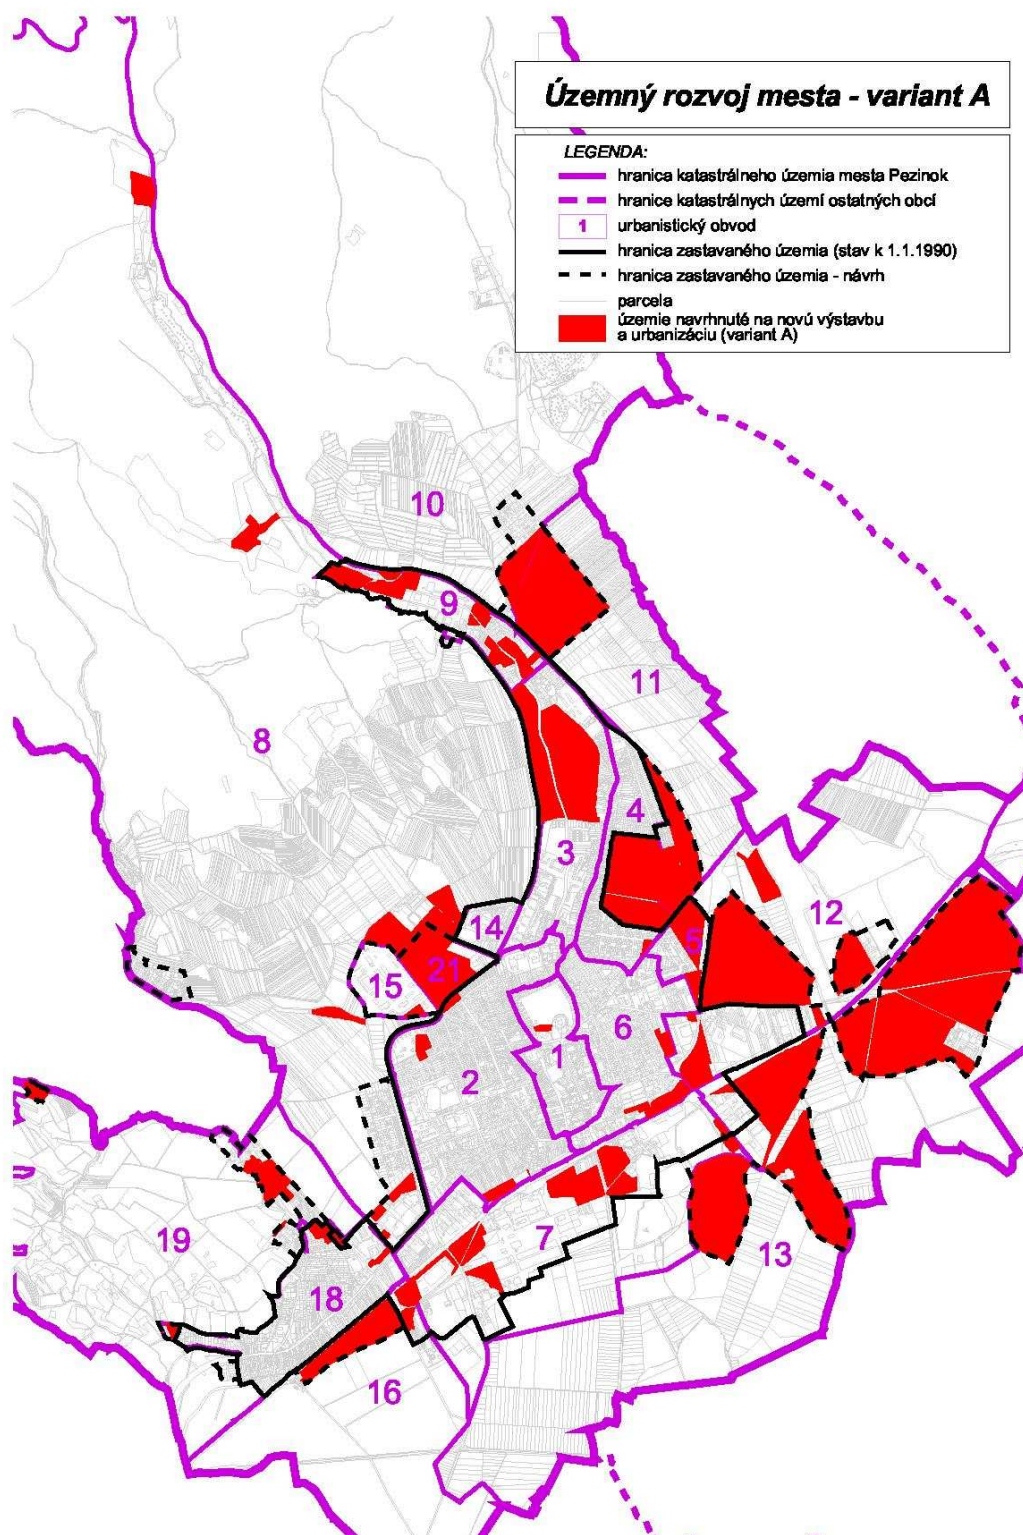 Územný rozvoj mesta - variant A
LEGENDA:
hranica katastrálneho územia mesta Pezinok
hranice katastrálnych území ostatných obcí
1 urbanistický obvod
hranica zastavaného územia (stav k 1.1.1990)
hranica zastavaného územia - návrh
parcela
územie navrhnuté na novú výstavbu
a urbanizáciu (variant A)
10
9
11
8
4
3
12
14
5
21
15
6
1
2
7
13
19
18
16